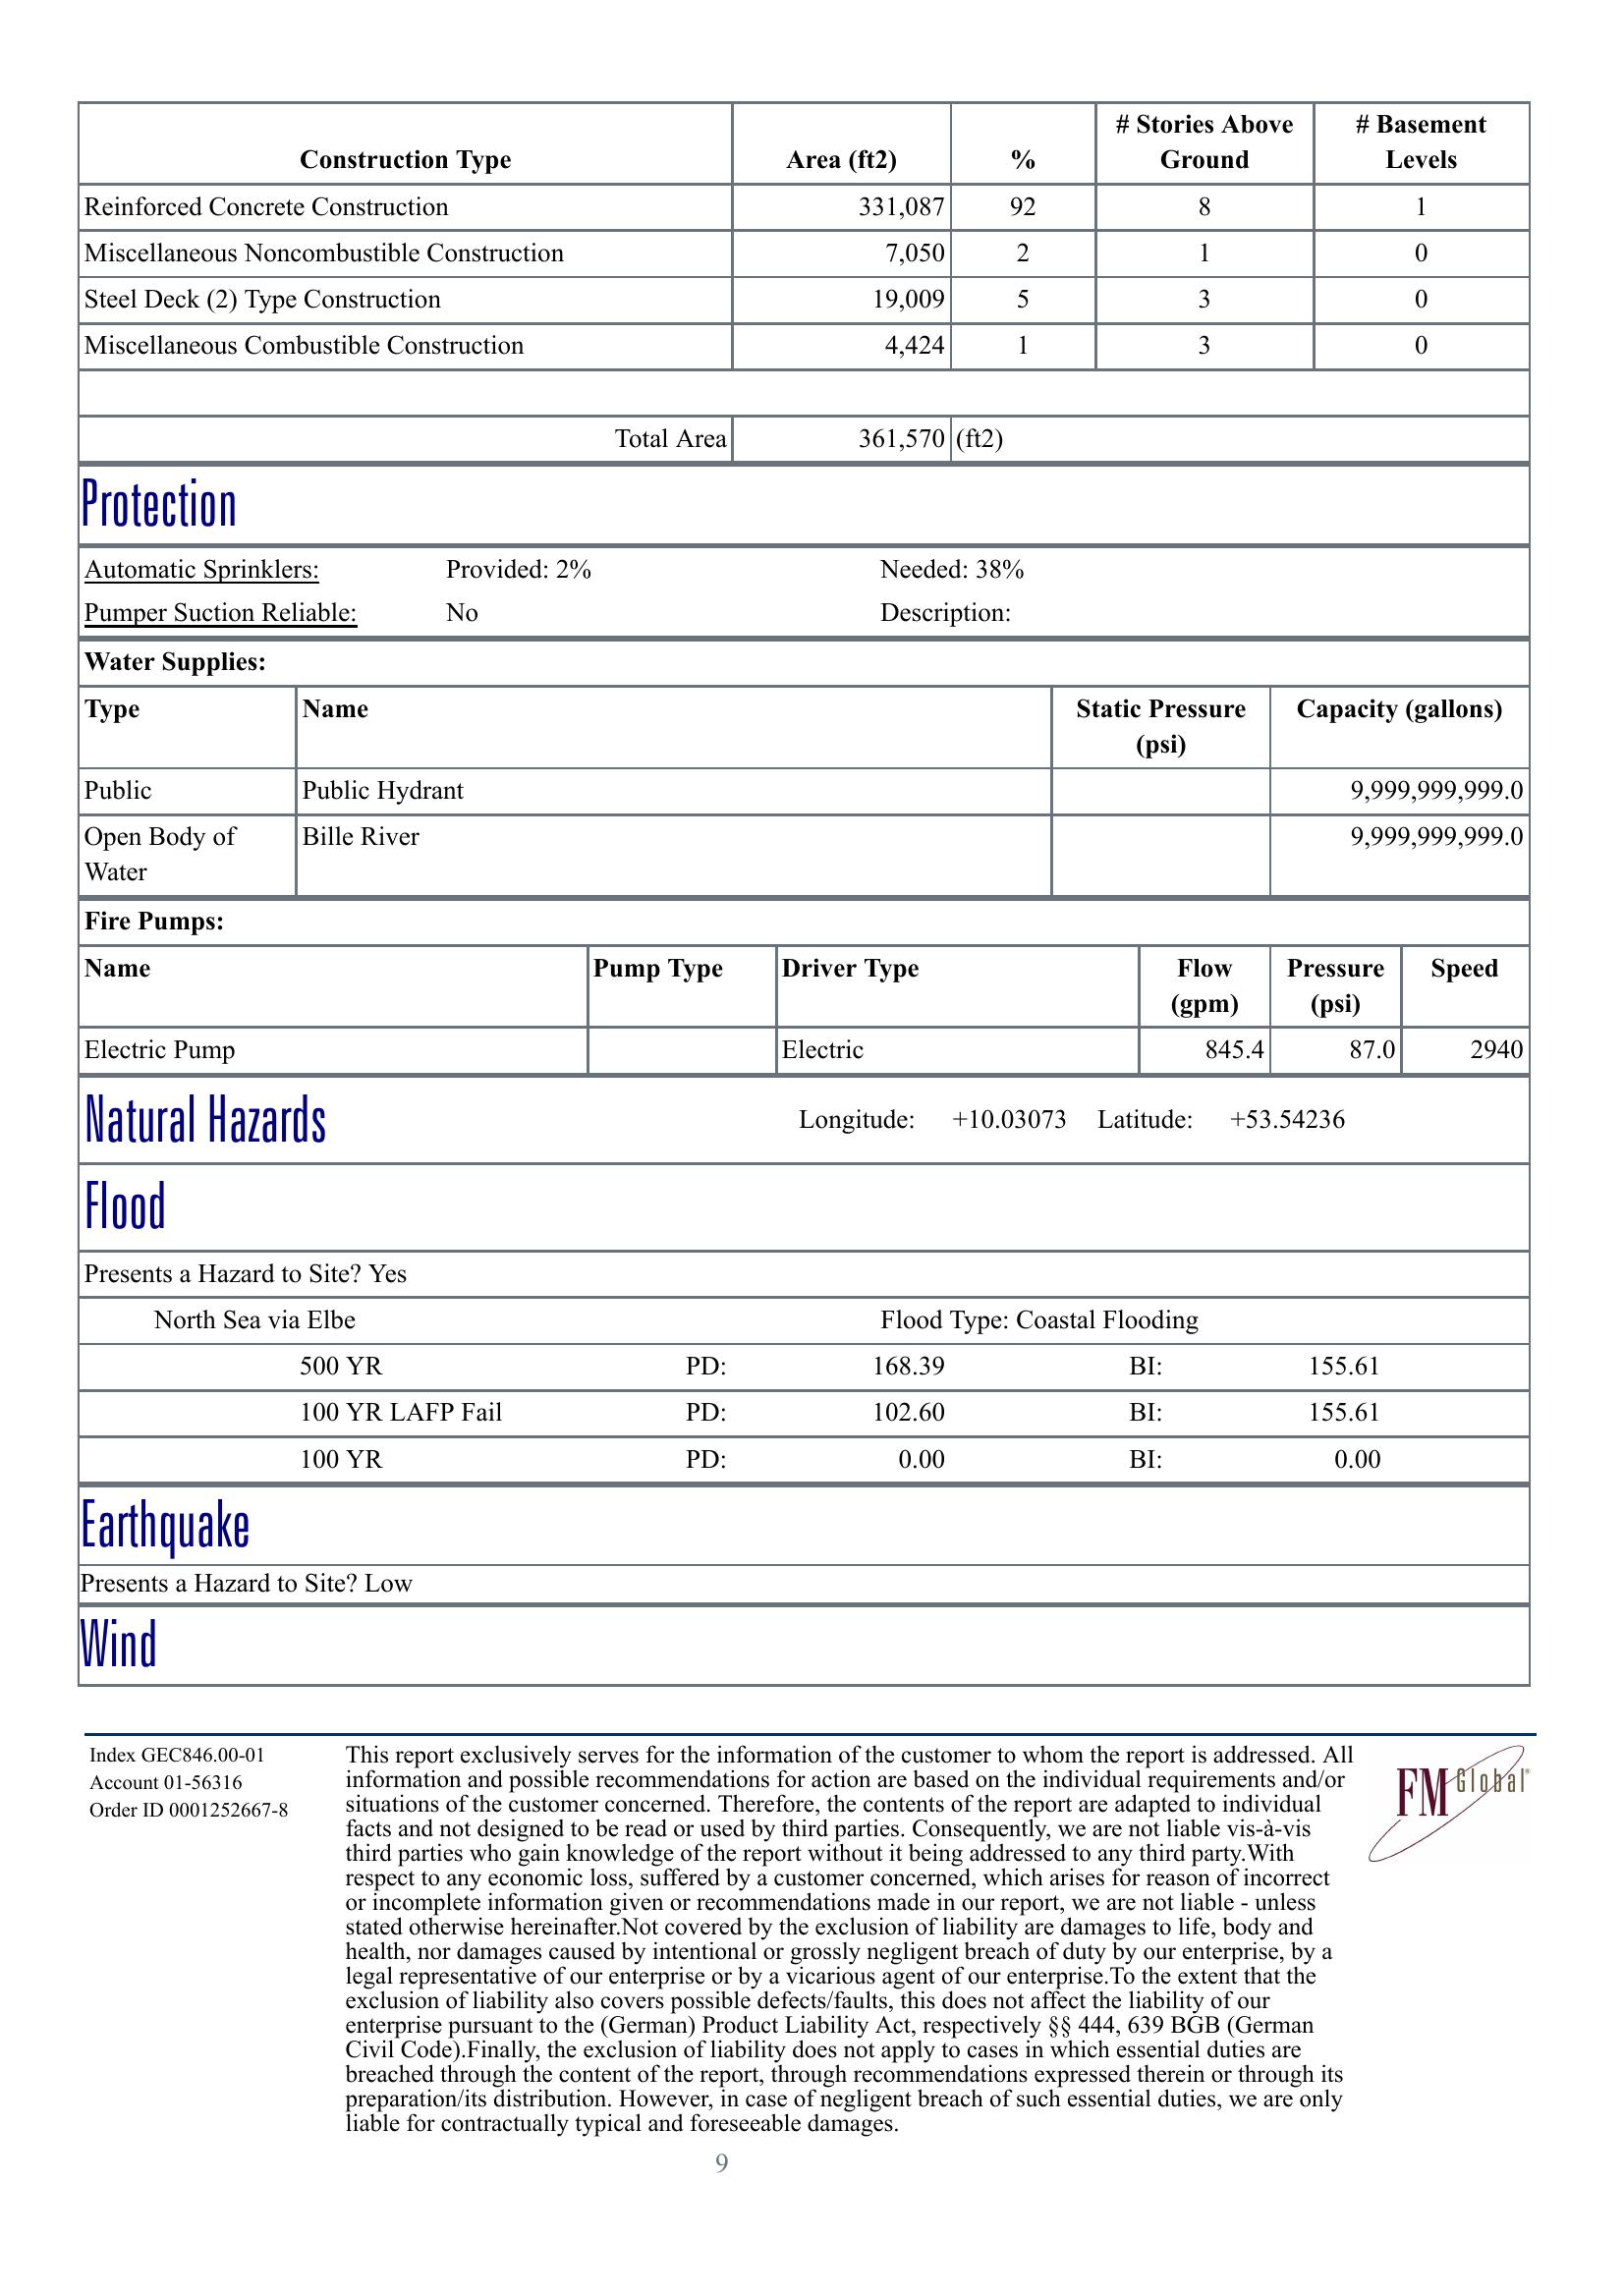 Construction Type Area (ft2) % # Stories Above Ground # Basement Levels
Reinforced Concrete Construction 331,087 92 8 1
Miscellaneous Noncombustible Construction 7,050 2 1 0
Steel Deck (2) Type Construction 19,009 5 3 0
Miscellaneous Combustible Construction 4,424 1 3 0
Total Area 361,570 (ft2)
Protection
Automatic Sprinklers: Provided: 2% Needed: 38%
Pumper Suction Reliable: No Description:
Water Supplies:
Type Name Static Pressure (psi) Capacity (gallons)
Public Public Hydrant 9,999,999,999.0
Open Body of Water Bille River 9,999,999,999.0
Fire Pumps:
Name Pump Type Driver Type Flow (gpm) Pressure (psi) Speed
Electric Pump Electric 845.4 87.0 2940
Natural Hazards Longitude: +10.03073 Latitude: +53.54236
Flood
Presents a Hazard to Site? Yes
North Sea via Elbe Flood Type: Coastal Flooding
500 YR PD: 168.39 BI: 155.61
100 YR LAFP Fail PD: 102.60 BI: 155.61
100 YR PD: 0.00 BI: 0.00
Earthquake
Presents a Hazard to Site? Low
Wind
Index GEC846.00-01
Account 01-56316
Order ID 0001252667-8
This report exclusively serves for the information of the customer to whom the report is addressed. All
information and possible recommendations for action are based on the individual requirements and/or
situations of the customer concerned. Therefore, the contents of the report are adapted to individual
facts and not designed to be read or used by third parties. Consequently, we are not liable vis-à-vis
third parties who gain knowledge of the report without it being addressed to any third party.With
respect to any economic loss, suffered by a customer concerned, which arises for reason of incorrect
or incomplete information given or recommendations made in our report, we are not liable - unless
stated otherwise hereinafter.Not covered by the exclusion of liability are damages to life, body and
health, nor damages caused by intentional or grossly negligent breach of duty by our enterprise, by a
legal representative of our enterprise or by a vicarious agent of our enterprise.To the extent that the
exclusion of liability also covers possible defects/faults, this does not affect the liability of our
enterprise pursuant to the (German) Product Liability Act, respectively §§ 444, 639 BGB (German
Civil Code).Finally, the exclusion of liability does not apply to cases in which essential duties are
breached through the content of the report, through recommendations expressed therein or through its
preparation/its distribution. However, in case of negligent breach of such essential duties, we are only
liable for contractually typical and foreseeable damages.
FM Global®
9